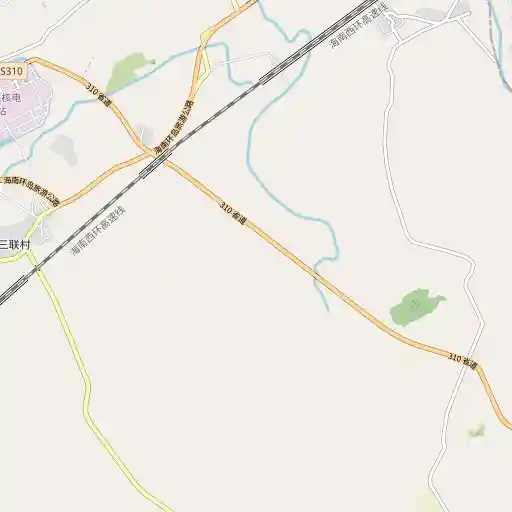 海南西环高速线
S310
310 省道
核电
站
海南环岛旅游公路
海南环岛旅游公路
310 省道
三联村
海南西环高速线
310 省道